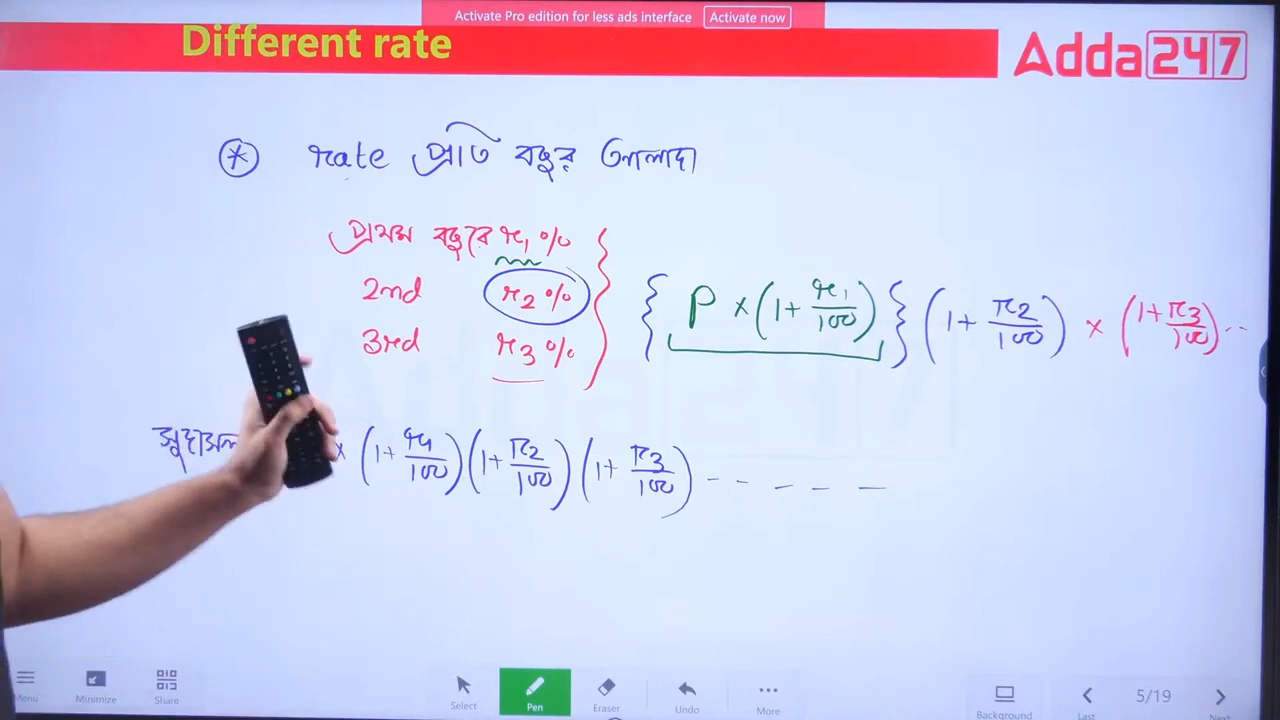 Activate Pro edition for less ads interface Activate now
Different rate
Adda247
* rate প্রতি বছর আলাদা
প্রথম বছরে r₁%
2nd r₂%
3rd r₃%
{P × (1 + r₁/100)} (1 + r₂/100) × (1 + r₃/100)...
সুদাসল × (1 + r₁/100)(1 + r₂/100)(1 + r₃/100) - - - - -
Menu Minimize Share Select Pen Eraser Undo More Background Last 5/19 Next